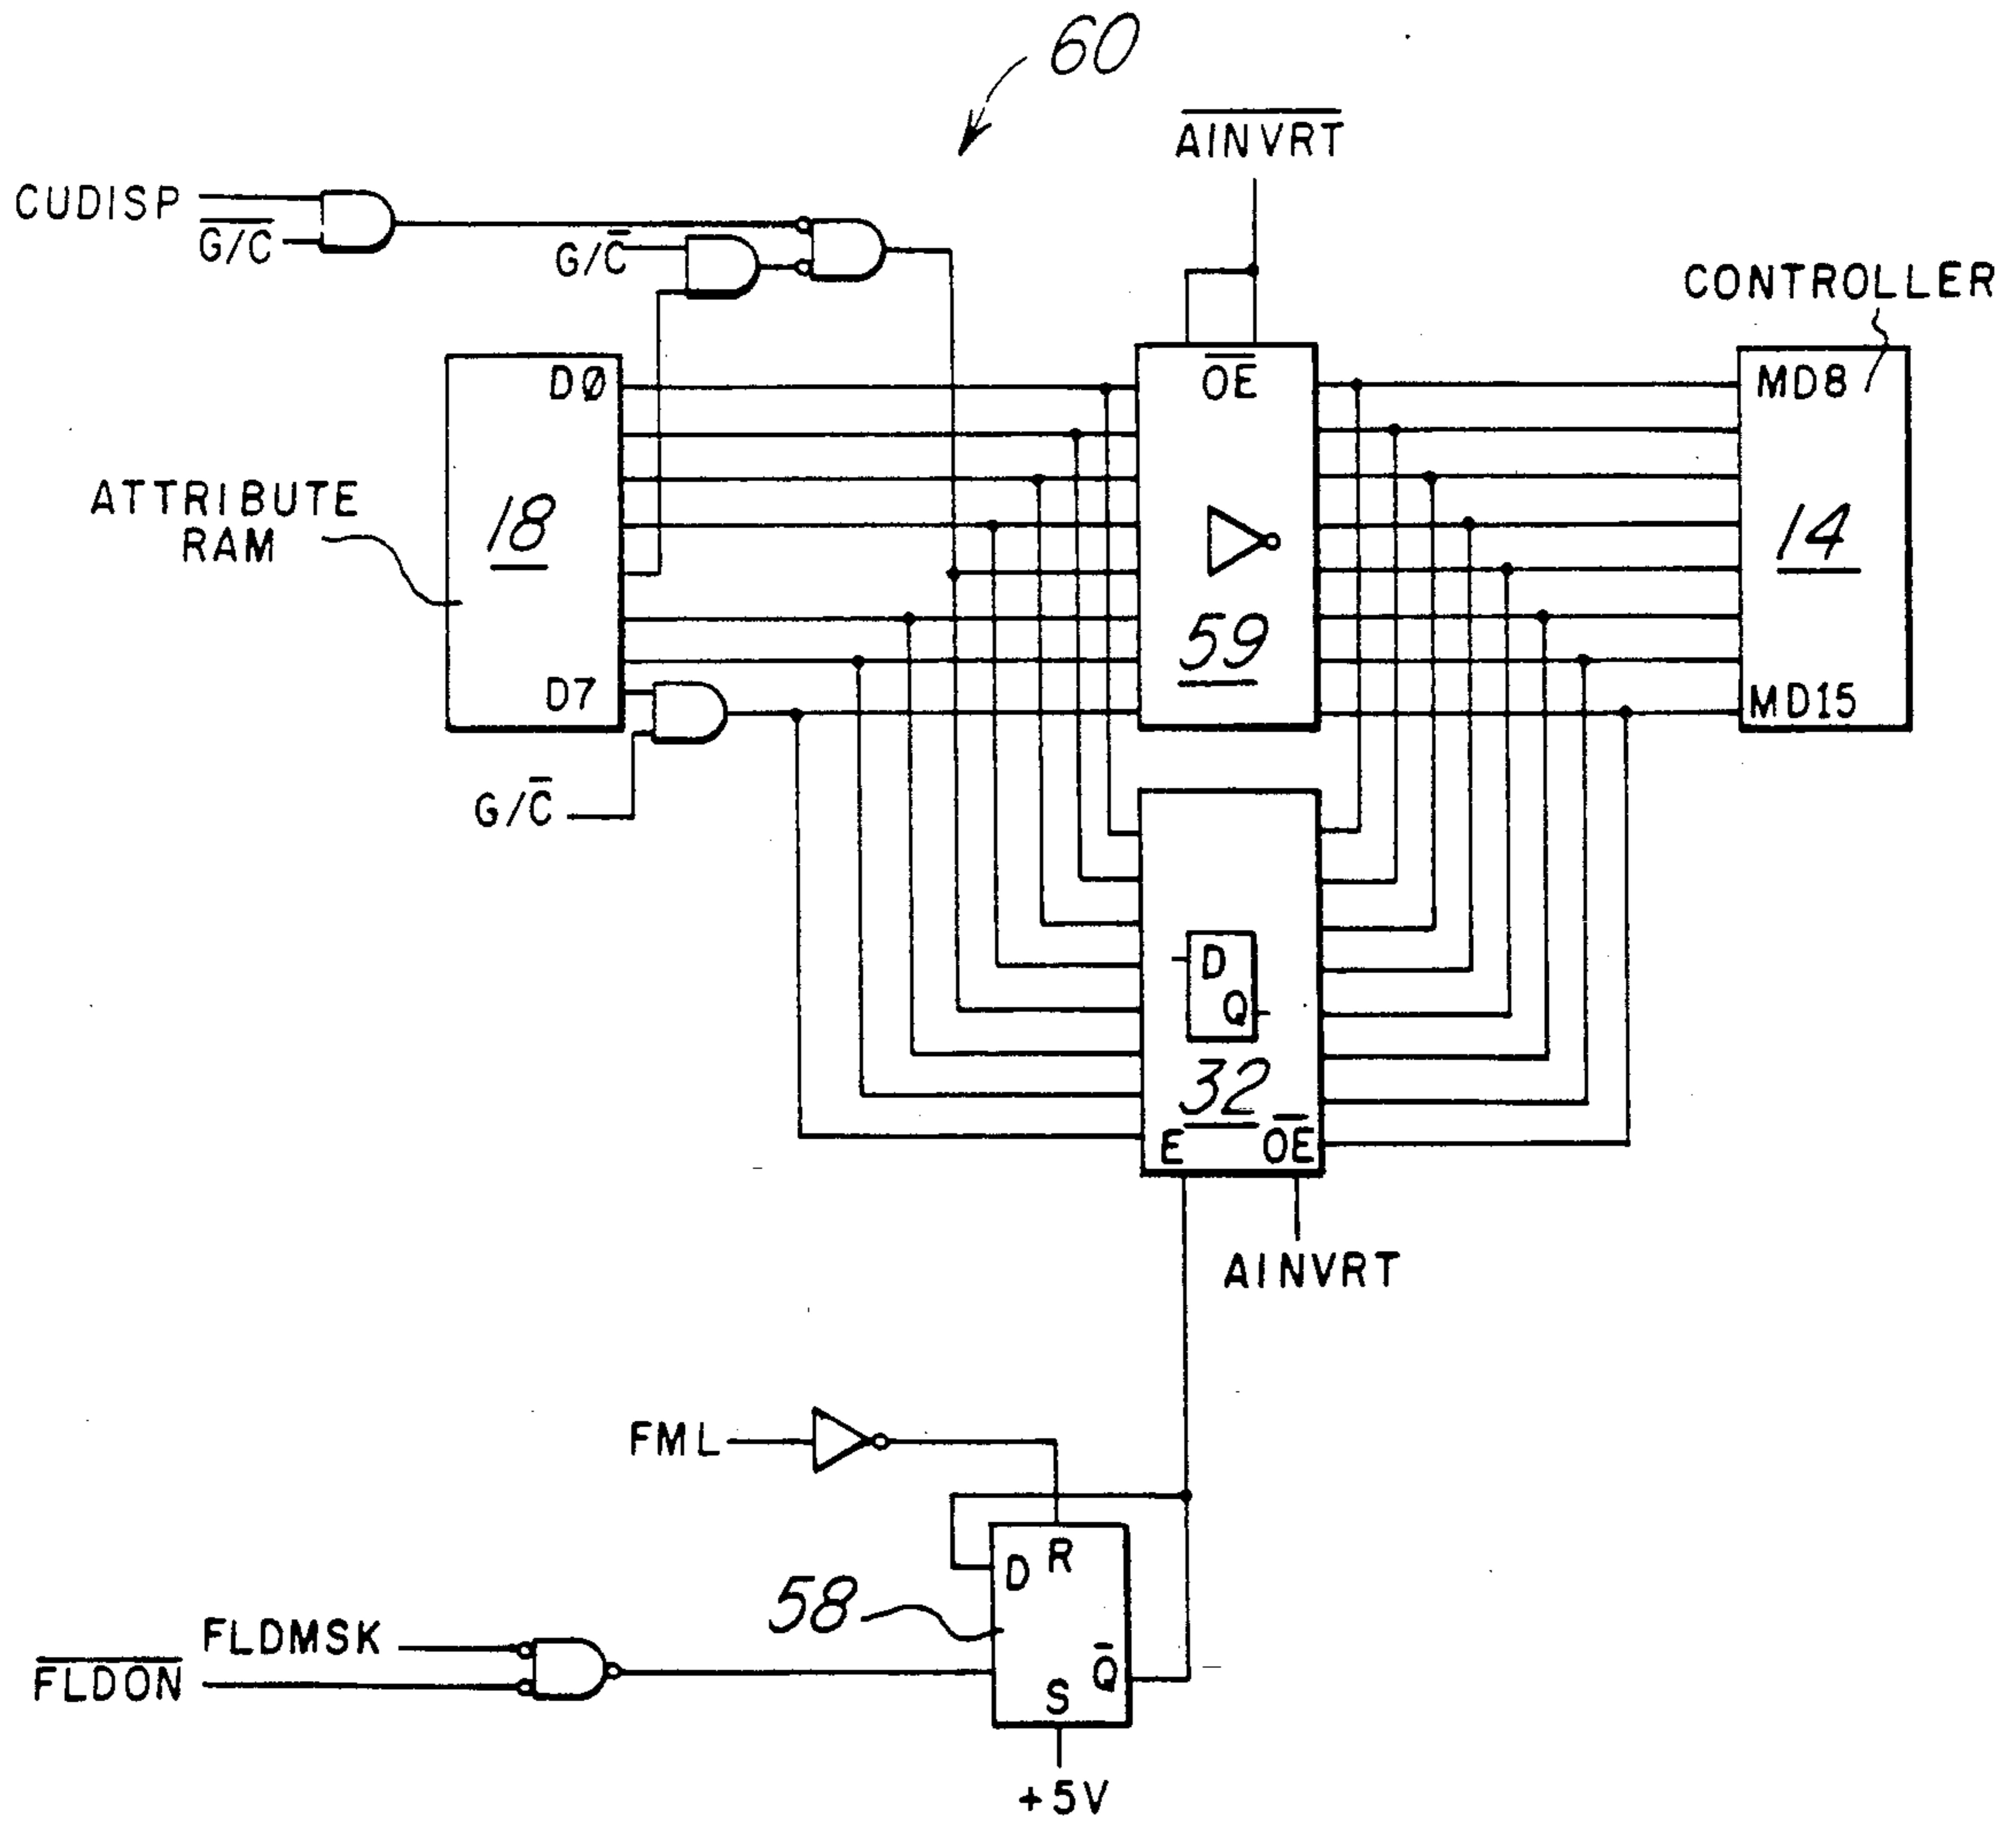 60
AINVRT
CUDISP
G/C
G/C̅
CONTROLLER
D0
OE
MD8
ATTRIBUTE
RAM
18
14
59
D7
MD15
G/C̅
D
Q
32
E
OE
AINVRT
FML
D
R
58
FLDMSK
FLDON
S
Q̅
+5V